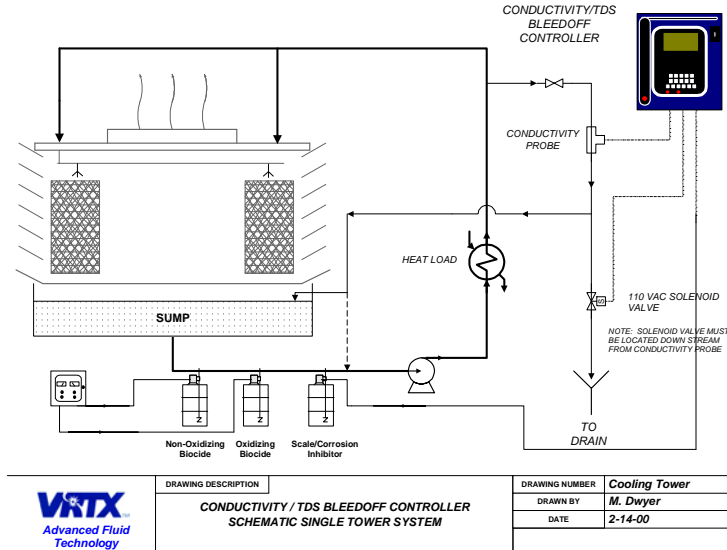 CONDUCTIVITY/TDS
BLEEDOFF
CONTROLLER
CONDUCTIVITY
PROBE
HEAT LOAD
110 VAC SOLENOID
VALVE
S
NOTE: SOLENOID VALVE MUST
BE LOCATED DOWN STREAM
FROM CONDUCTIVITY PROBE
SUMP
TO
DRAIN
Non-Oxidizing
Biocide
Oxidizing
Biocide
Scale/Corrosion
Inhibitor
VRTX
Advanced Fluid
Technology
DRAWING DESCRIPTION
CONDUCTIVITY / TDS BLEEDOFF CONTROLLER
SCHEMATIC SINGLE TOWER SYSTEM
DRAWING NUMBER Cooling Tower
DRAWN BY M. Dwyer
DATE 2-14-00